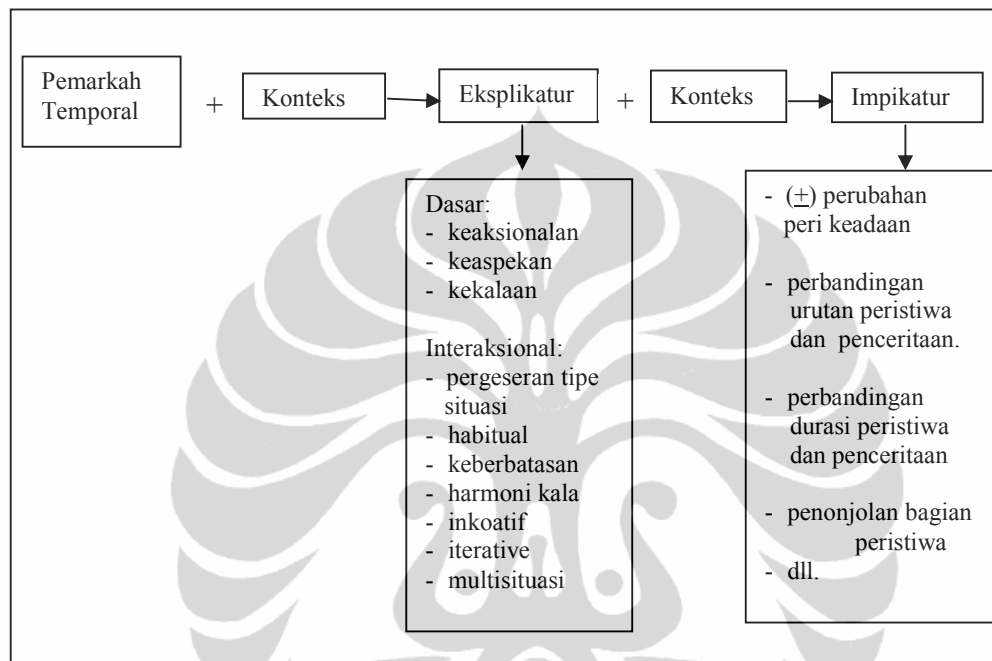 Pemarkah
Temporal
+
Konteks
Eksplikatur
+
Konteks
Impikatur
Dasar:
- keaksionalan
- keaspekan
- kekalaan
Interaksional:
- pergeseran tipe
situasi
- habitual
- keberbatasan
- harmoni kala
- inkoatif
- iterative
- multisituasi
- (±) perubahan
peri keadaan
- perbandingan
urutan peristiwa
dan penceritaan.
- perbandingan
durasi peristiwa
dan penceritaan
- penonjolan bagian
peristiwa
- dll.